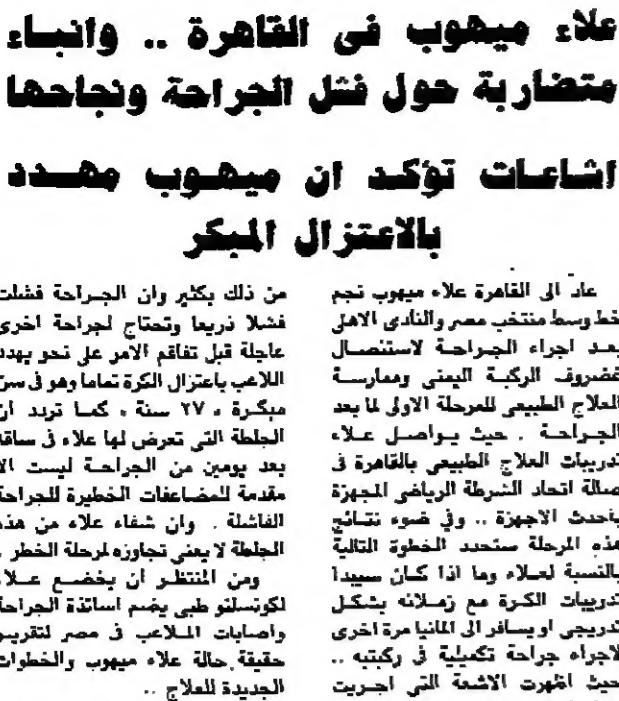 علاء ميهوب فى القاهرة .. وانباء
متضاربة حول فشل الجراحة ونجاحها
اشاعات تؤكد ان ميهوب مهدد
بالاعتزال المبكر
عاد الى القاهرة علاء ميهوب نجم
خط وسط منتخب مصر والنادى الاهلى
بعد اجراء الجراحة لاستئصال
غضروف الركبة اليمنى وممارسة
العلاج الطبيعى للمرحلة الاولى لما بعد
الجراحة . حيث يواصل علاء
تدريبات العلاج الطبيعى بالقاهرة فى
صالة اتحاد الشرطة الرياضى المجهزة
باحدث الاجهزة .. وفي ضوء نتائج
هذه المرحلة ستحدد الخطوة التالية
بالنسبة لعلاء وما اذا كان سيبدا
تدريبات الكرة مع زملائه بشكل
تدريجى او يسافر الى المانيا مرة اخرى
لاجراء جراحة تكميلية فى ركبتيه ..
حيث اظهرت الاشعة التي اجريت
من ذلك بكثير وان الجراحة فشلت
فشلا ذريعا وتحتاج لجراحة اخرى
عاجلة قبل تفاقم الامر على نحو يهدد
اللاعب باعتزال الكرة تماما وهو فى سن
مبكرة ، ٢٧ سنة ، كما تردد أن
الجلطة التي تعرض لها علاء فى ساقه
بعد يومين من الجراحة ليست الا
مقدمة للمضاعفات الخطيرة للجراحة
الفاشلة . وان شفاء علاء من هذه
الجلطة لا يعنى تجاوزه لمرحلة الخطر .
ومن المنتظر ان يخضع علاء
لكونسلتو طبى يضم اساتذة الجراحة
واصابات الملاعب فى مصر لتقرير
حقيقة حالة علاء ميهوب والخطوات
الجديدة للعلاج ..